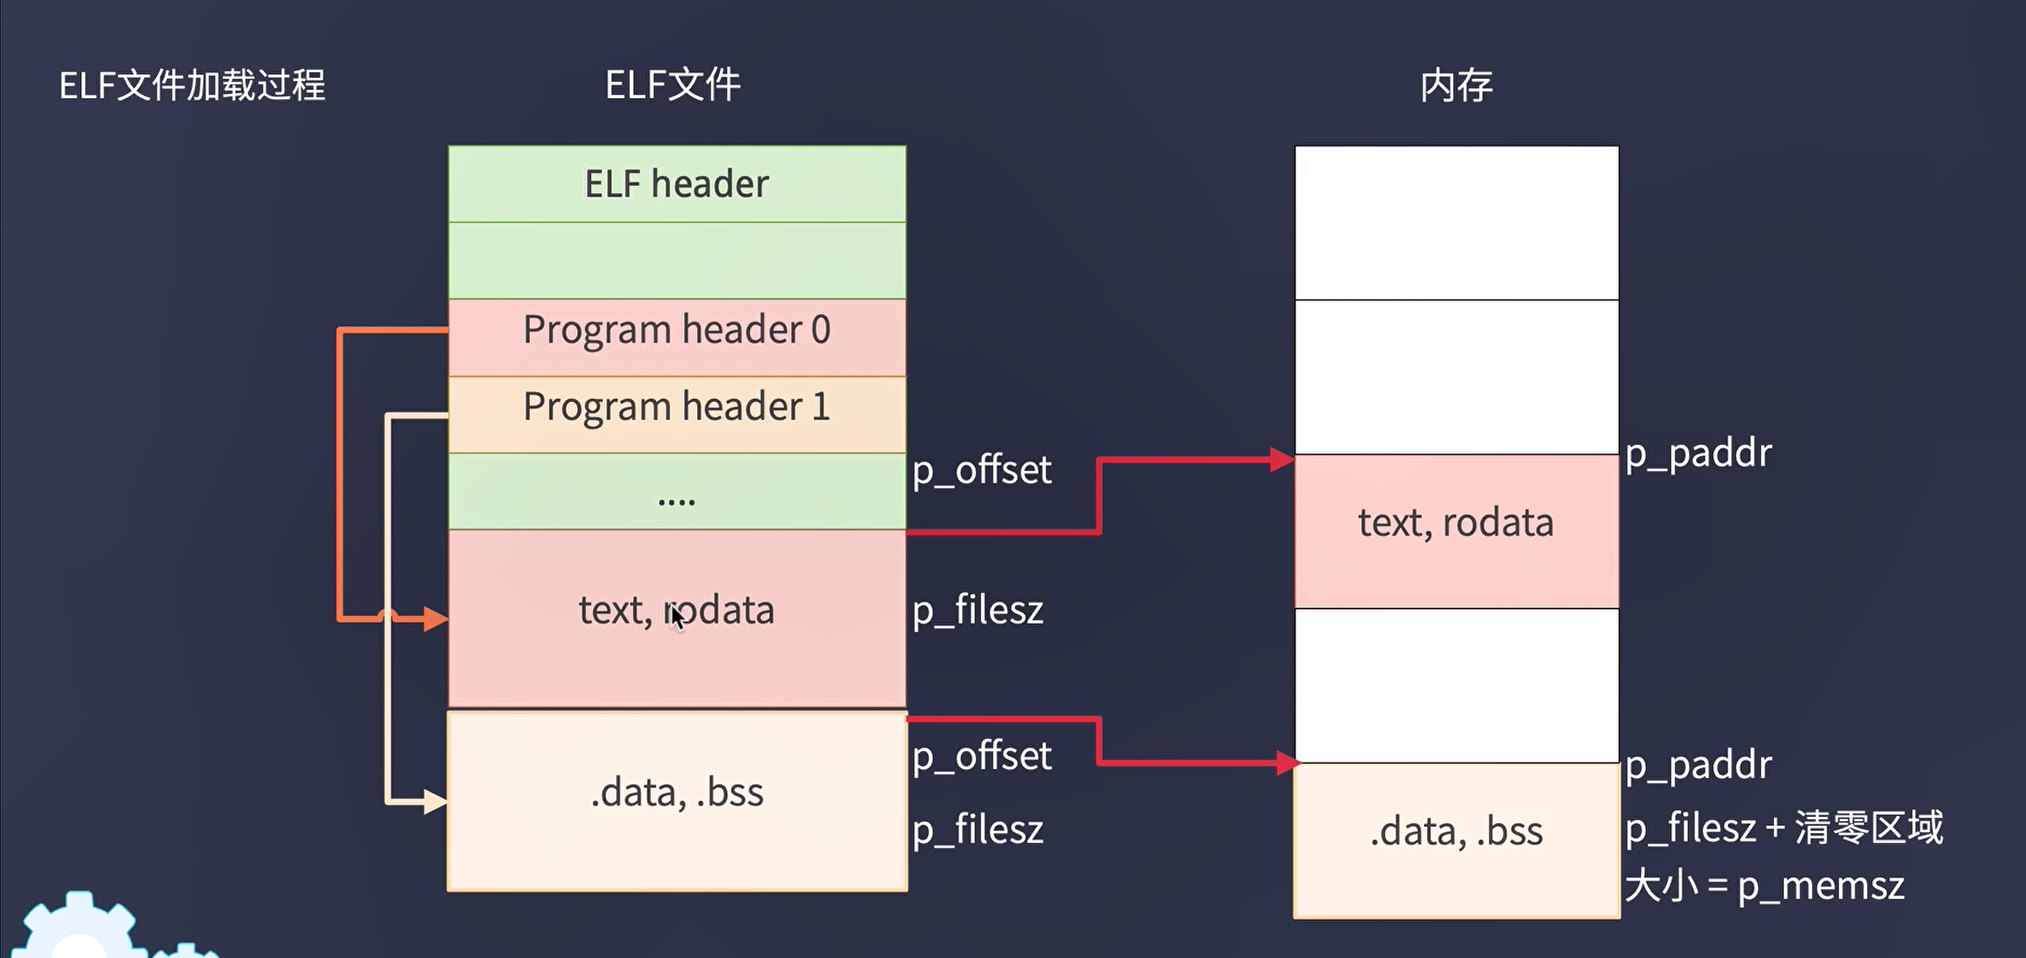 ELF文件加载过程
ELF文件
内存
ELF header
Program header 0
Program header 1
....
text, rodata
.data, .bss
p_offset
p_filesz
p_offset
p_filesz
text, rodata
.data, .bss
p_paddr
p_paddr
p_filesz + 清零区域
大小 = p_memsz